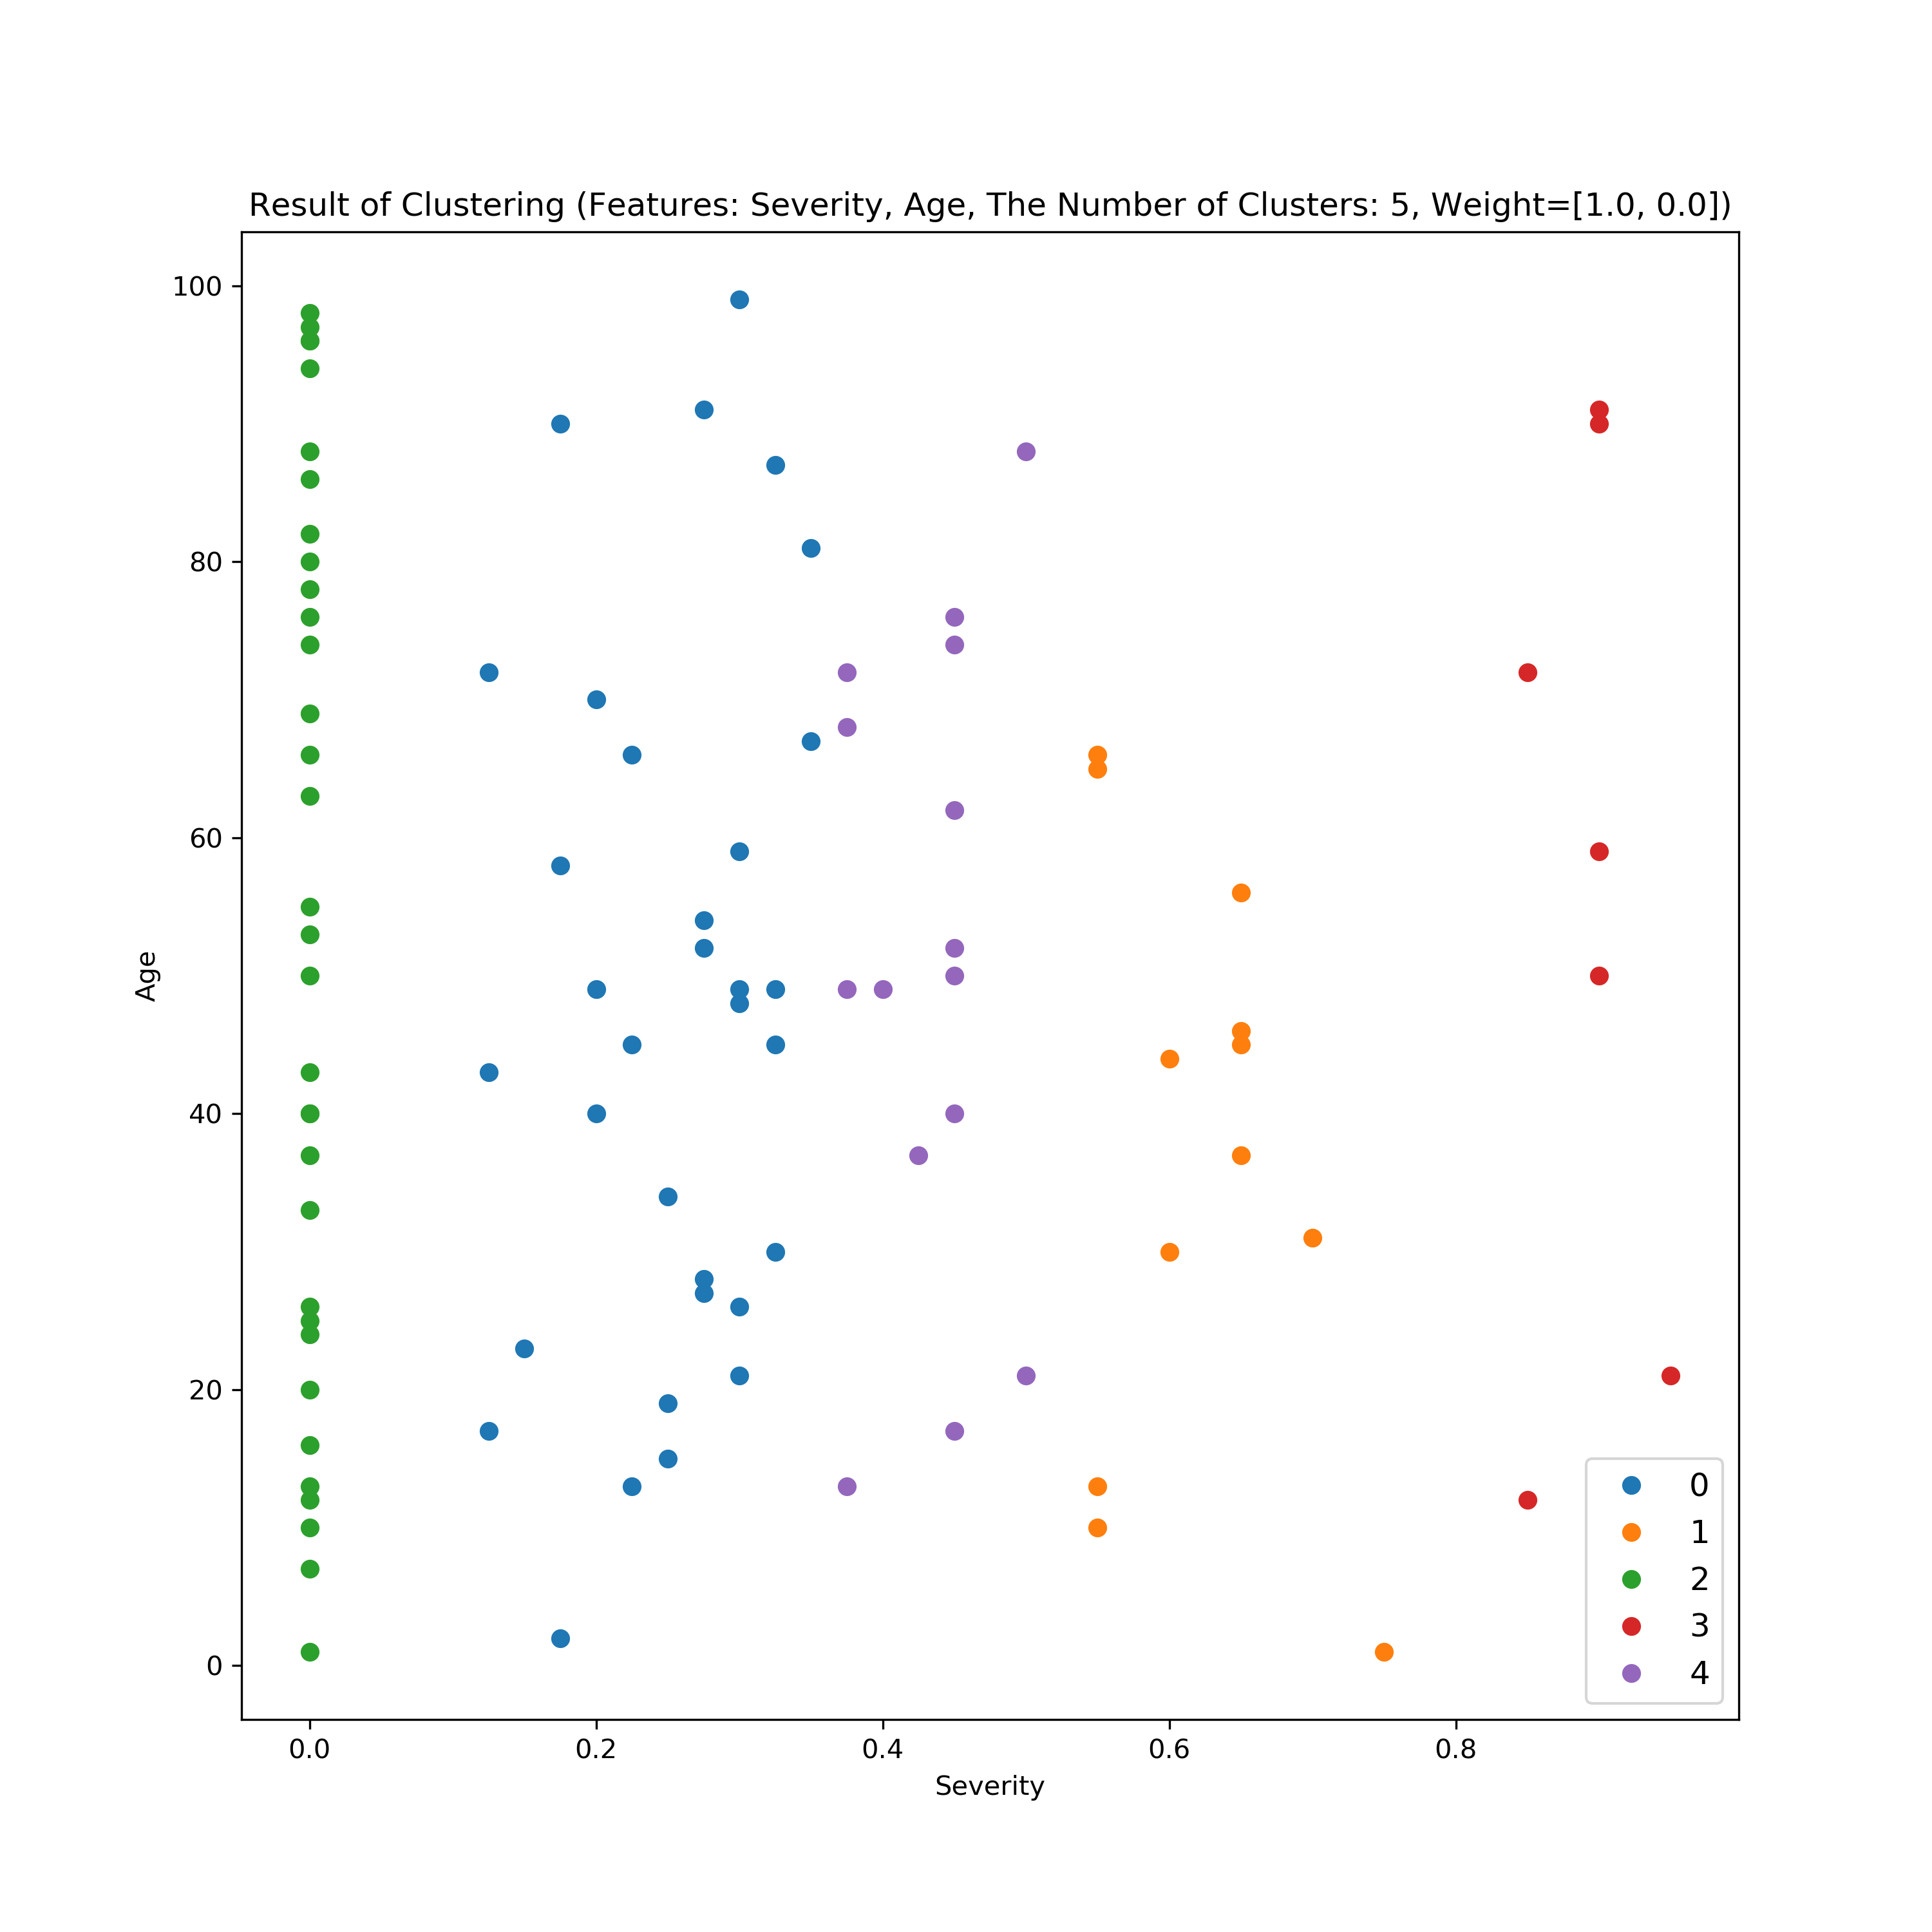 Result of Clustering (Features: Severity, Age, The Number of Clusters: 5, Weight=[1.0, 0.0])
100
80
60
40
20
0
Age
0.0 0.2 0.4 0.6 0.8
Severity
0
1
2
3
4